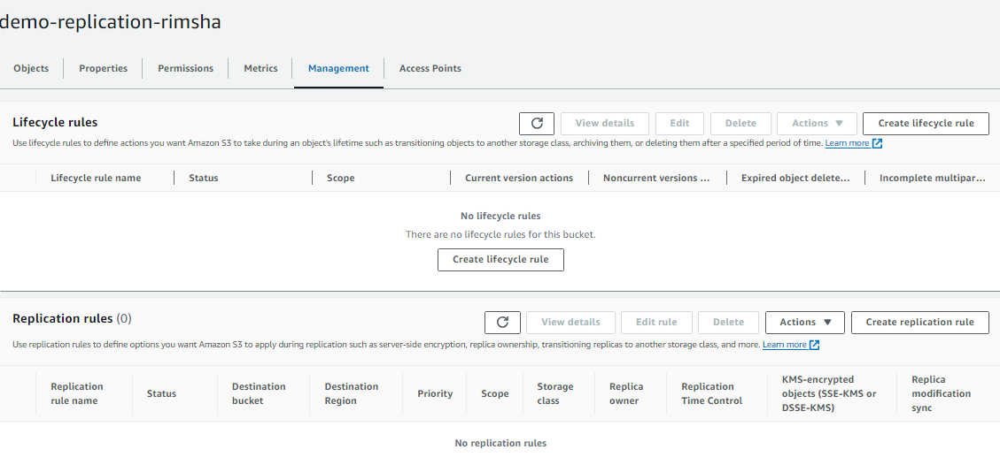 demo-replication-rimsha
Objects Properties Permissions Metrics Management Access Points
Lifecycle rules View details Edit Delete Actions Create lifecycle rule
Use lifecycle rules to define actions you want Amazon S3 to take during an object's lifetime such as transitioning objects to another storage class, archiving them, or deleting them after a specified period of time. Learn more
Lifecycle rule name Status Scope Current version actions Noncurrent versions ... Expired object delete... Incomplete multipar...
No lifecycle rules
There are no lifecycle rules for this bucket.
Create lifecycle rule
Replication rules (0) View details Edit rule Delete Actions Create replication rule
Use replication rules to define options you want Amazon S3 to apply during replication such as server-side encryption, replica ownership, transitioning replicas to another storage class, and more. Learn more
Replication rule name Status Destination bucket Destination Region Priority Scope Storage class Replica owner Replication Time Control KMS-encrypted objects (SSE-KMS or DSSE-KMS) Replica modification sync
No replication rules